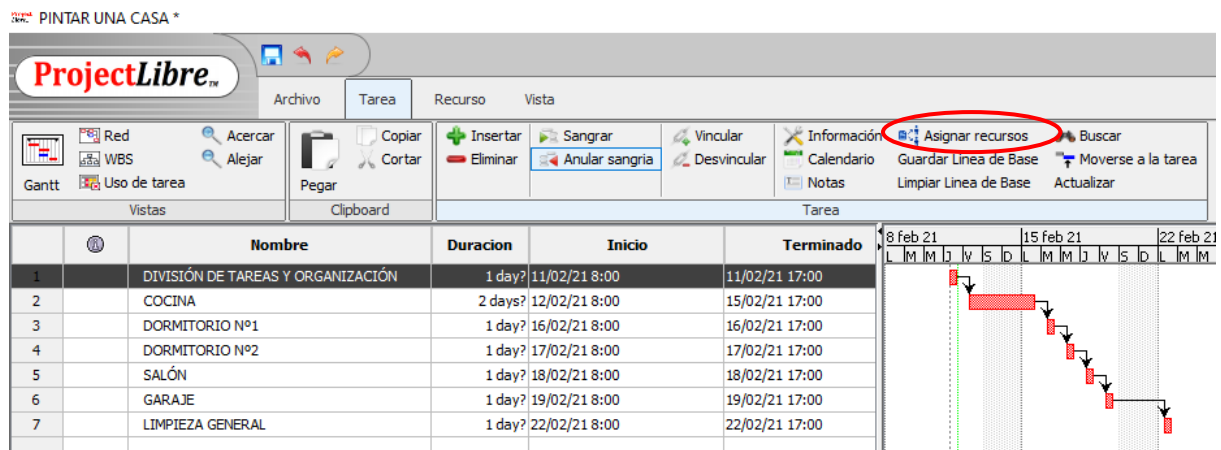 PINTAR UNA CASA *
ProjectLibre™
Archivo Tarea Recurso Vista
Red Acercar Copiar Insertar Sangrar Vincular Información Asignar recursos Buscar
WBS Alejar Cortar Eliminar Anular sangria Desvincular Calendario Guardar Linea de Base Moverse a la tarea
Gantt Uso de tarea Pegar Notas Limpiar Linea de Base Actualizar
Vistas Clipboard Tarea
Nombre Duracion Inicio Terminado 8 feb 21 15 feb 21 22 feb 21
L M M J V S D L M M J V S D L M M
1 DIVISIÓN DE TAREAS Y ORGANIZACIÓN 1 day? 11/02/21 8:00 11/02/21 17:00
2 COCINA 2 days? 12/02/21 8:00 15/02/21 17:00
3 DORMITORIO Nº1 1 day? 16/02/21 8:00 16/02/21 17:00
4 DORMITORIO Nº2 1 day? 17/02/21 8:00 17/02/21 17:00
5 SALÓN 1 day? 18/02/21 8:00 18/02/21 17:00
6 GARAJE 1 day? 19/02/21 8:00 19/02/21 17:00
7 LIMPIEZA GENERAL 1 day? 22/02/21 8:00 22/02/21 17:00